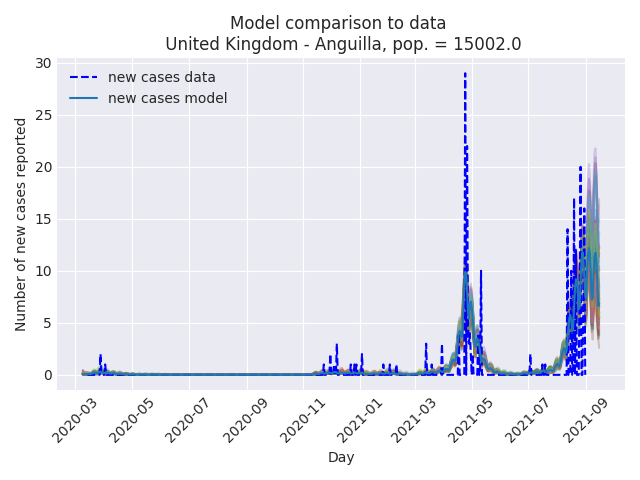 Model comparison to data
United Kingdom - Anguilla, pop. = 15002.0
new cases data
new cases model
Number of new cases reported
30
25
20
15
10
5
0
2020-03
2020-05
2020-07
2020-09
2020-11
2021-01
2021-03
2021-05
2021-07
2021-09
Day